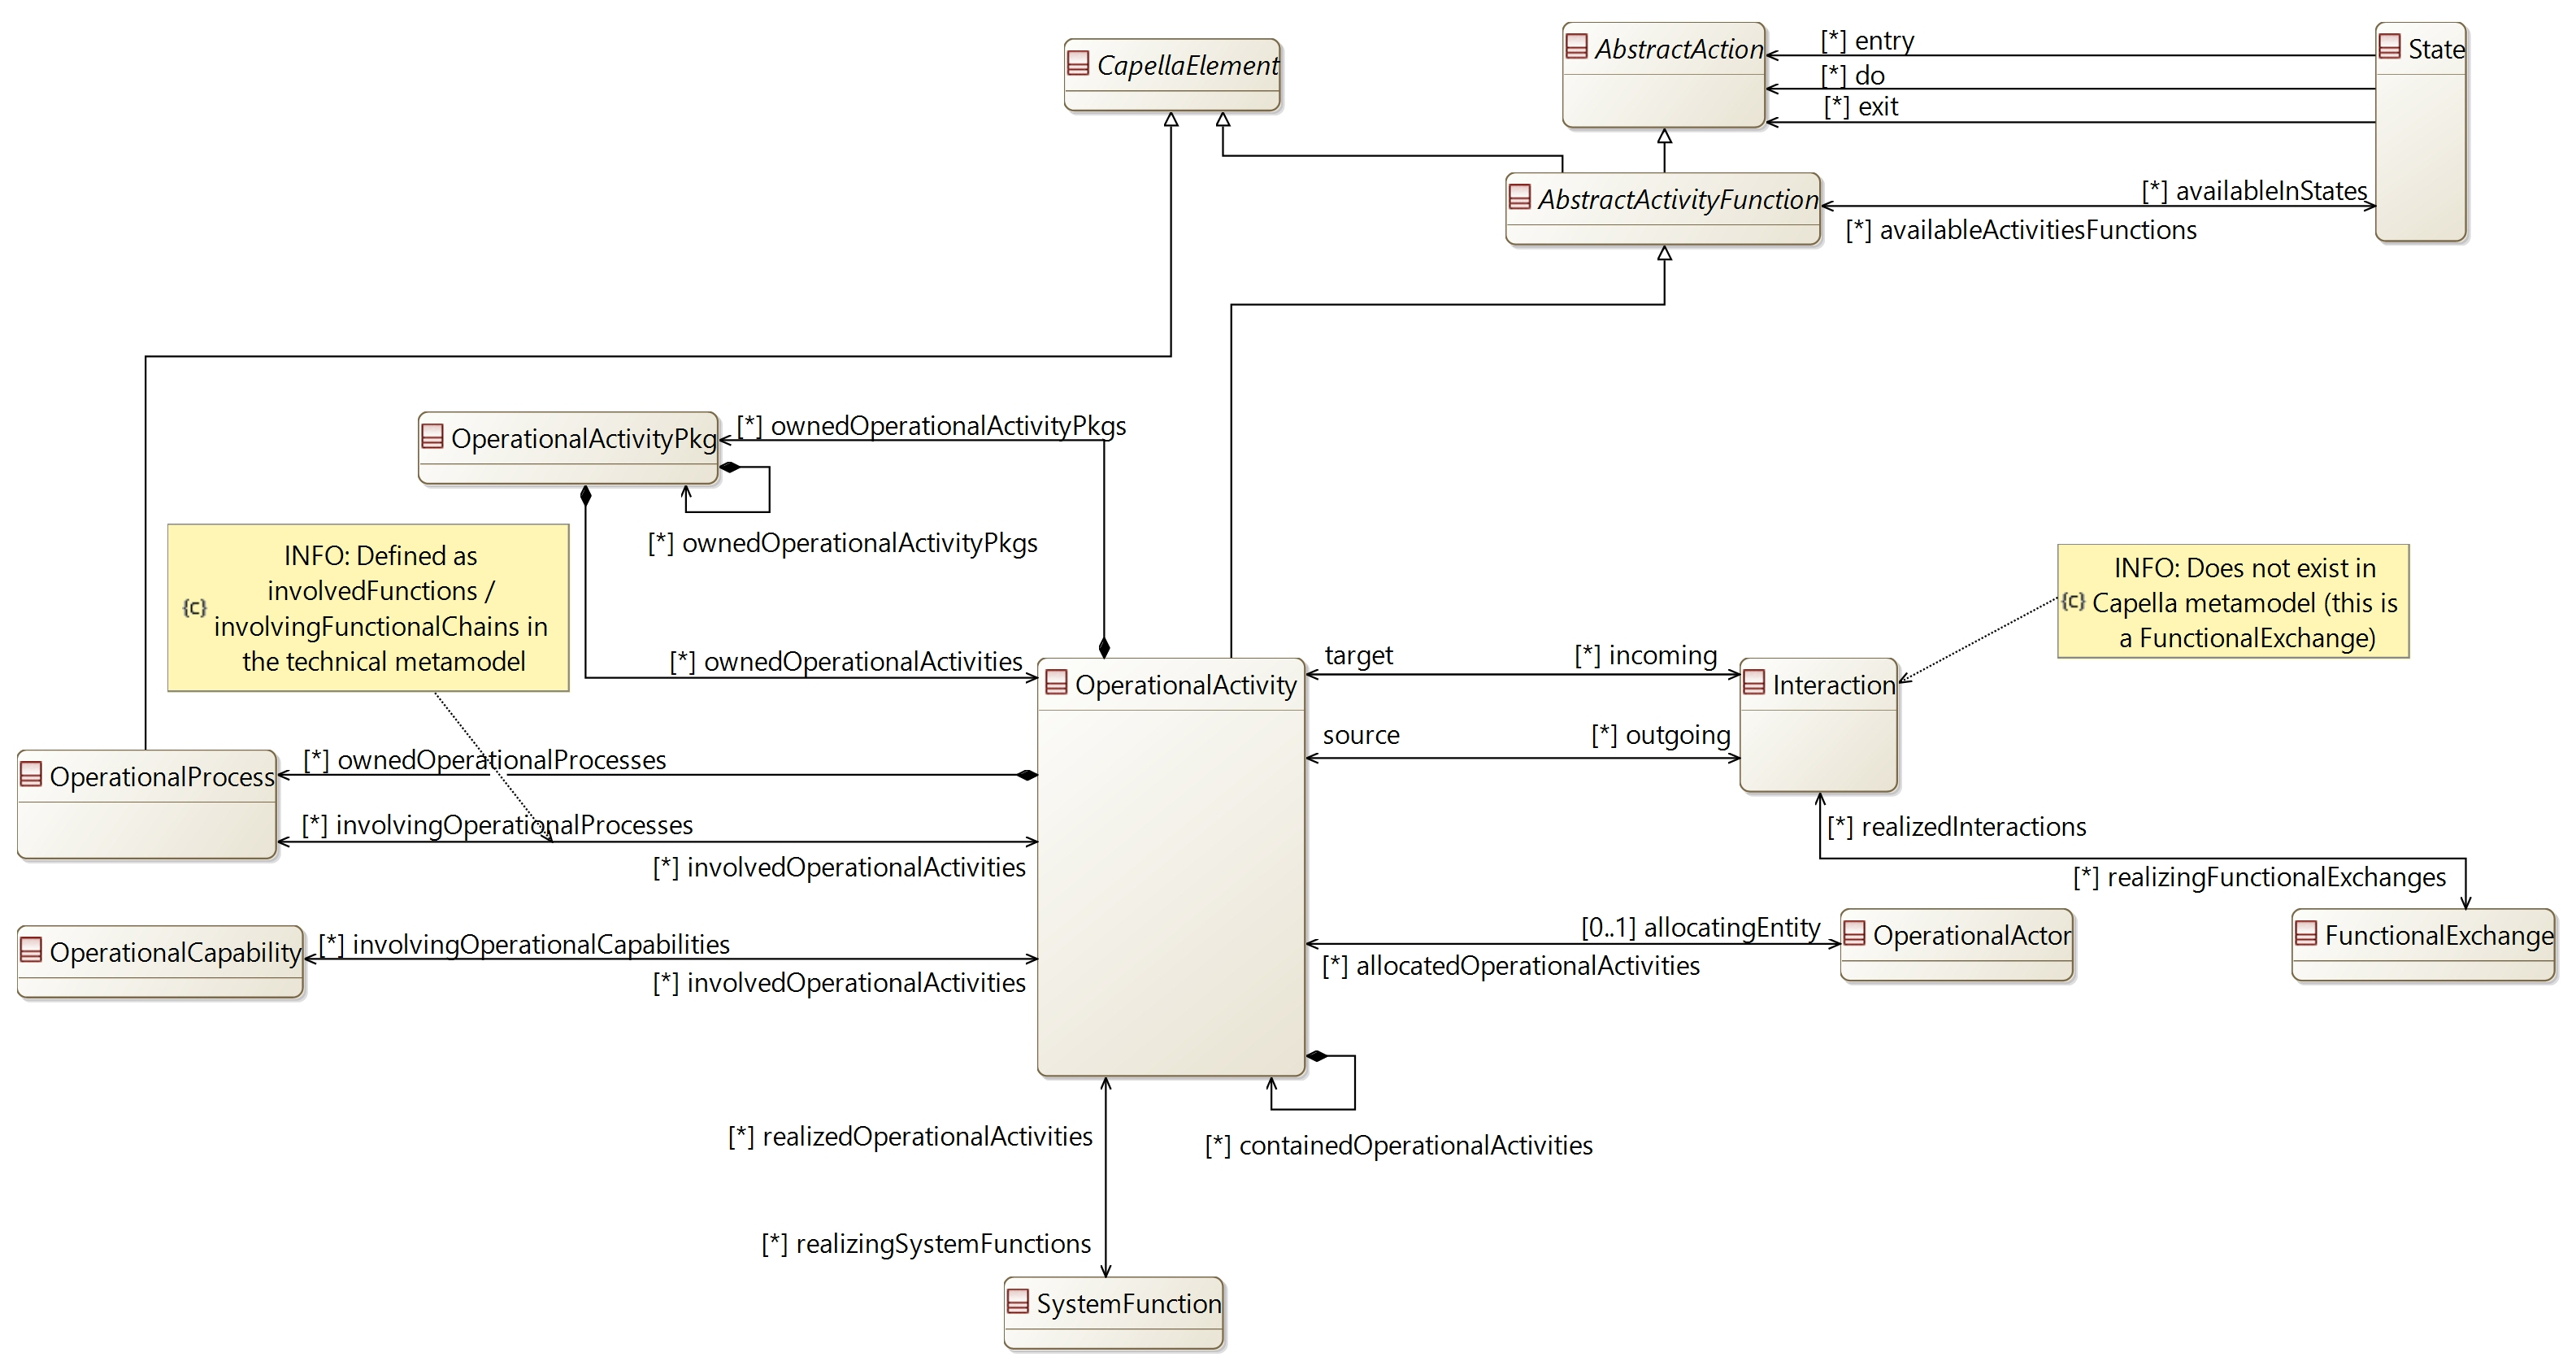 CapellaElement
AbstractAction
[*] entry
[*] do
[*] exit
State
AbstractActivityFunction
[*] availableInStates
[*] availableActivitiesFunctions
OperationalActivityPkg
[*] ownedOperationalActivityPkgs
[*] ownedOperationalActivityPkgs
INFO: Defined as
involvedFunctions /
involvingFunctionalChains in
the technical metamodel
{c}
INFO: Does not exist in
Capella metamodel (this is
a FunctionalExchange)
{c}
[*] ownedOperationalActivities
OperationalActivity
target
[*] incoming
Interaction
source
[*] outgoing
OperationalProcess
[*] ownedOperationalProcesses
[*] involvingOperationalProcesses
[*] involvedOperationalActivities
[*] realizedInteractions
[*] realizingFunctionalExchanges
OperationalCapability
[*] involvingOperationalCapabilities
[*] involvedOperationalActivities
[0..1] allocatingEntity
[*] allocatedOperationalActivities
OperationalActor
FunctionalExchange
[*] realizedOperationalActivities
[*] containedOperationalActivities
[*] realizingSystemFunctions
SystemFunction